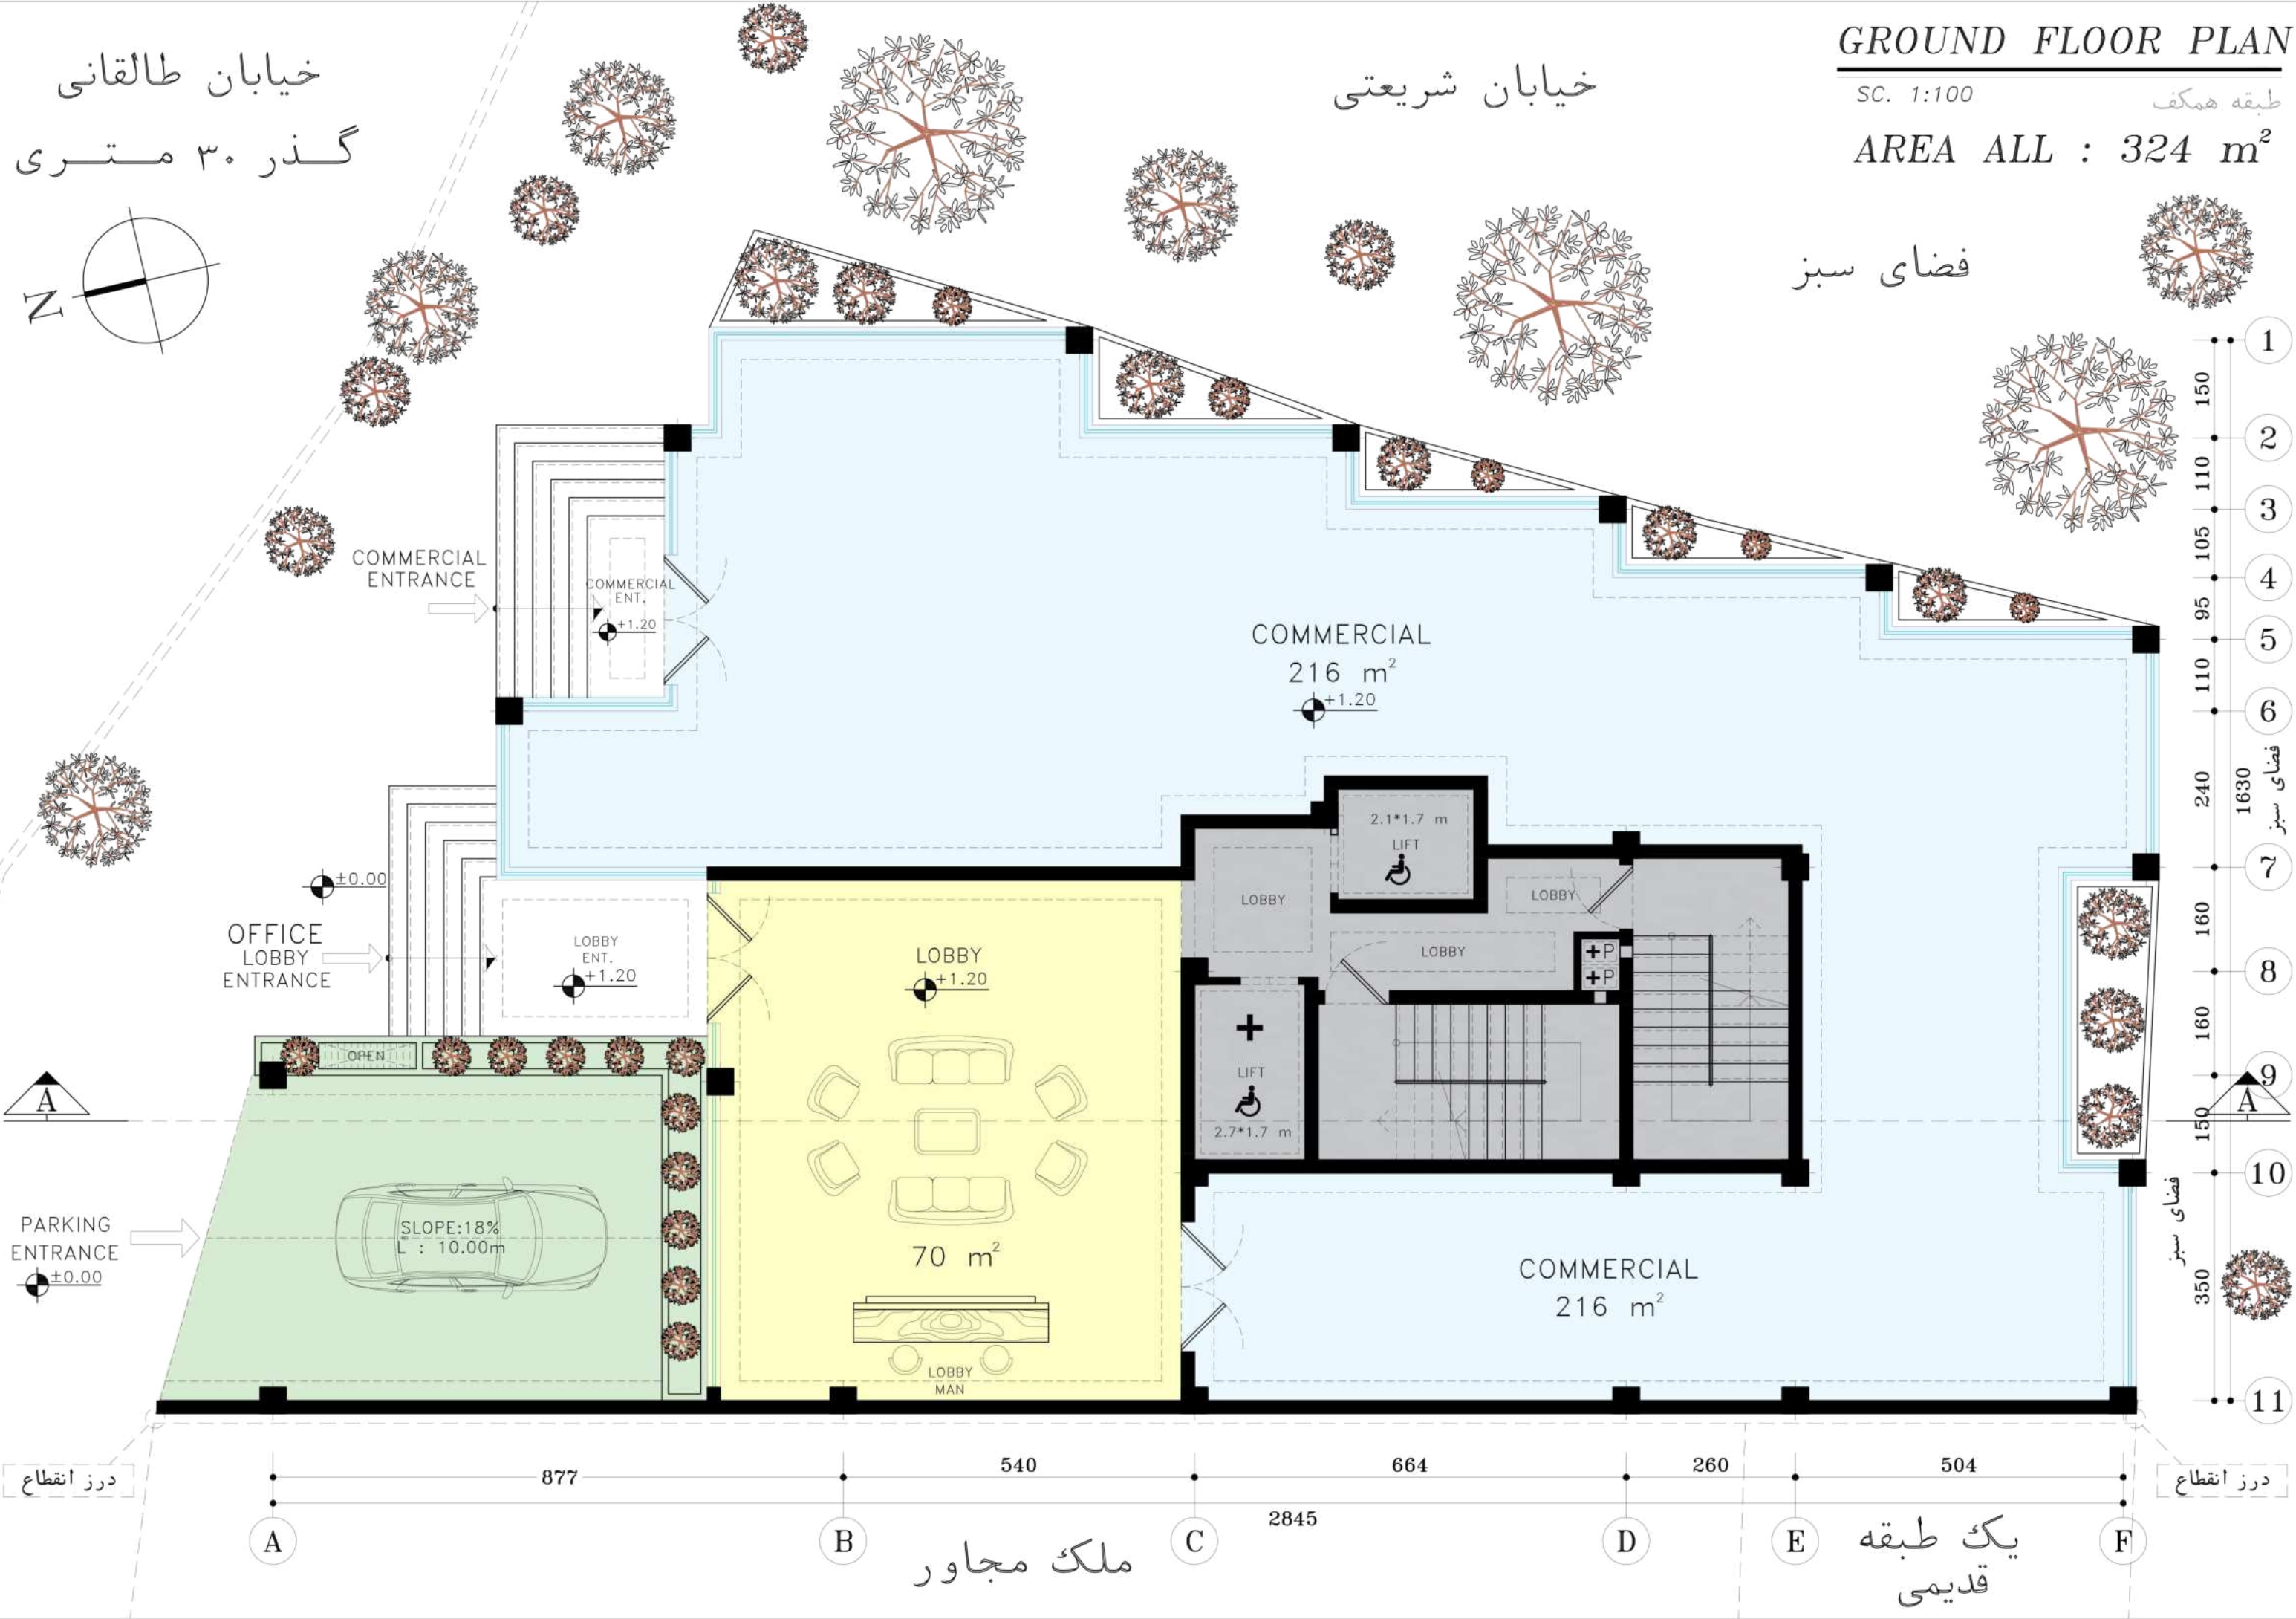 خیابان طالقانی
گذر ۳۰ متری
N
خیابان شریعتی
GROUND FLOOR PLAN
SC. 1:100
طبقه همکف
AREA ALL : 324 m²
فضای سبز
COMMERCIAL
ENTRANCE
COMMERCIAL
ENT.
+1.20
COMMERCIAL
216 m²
+1.20
±0.00
OFFICE
LOBBY
ENTRANCE
LOBBY
ENT.
+1.20
LOBBY
+1.20
70 m²
LOBBY
MAN
2.1*1.7 m
LIFT
LOBBY
LOBBY
LOBBY
+P
+P
+
LIFT
2.7*1.7 m
OPEN
A
A
PARKING
ENTRANCE
±0.00
SLOPE:18%
L : 10.00m
COMMERCIAL
216 m²
1
150
2
110
3
105
4
95
5
110
6
240
1630
فضای سبز
7
160
8
160
9
150
10
فضای سبز
350
11
درز انقطاع
درز انقطاع
877
540
664
260
504
2845
A
B
C
D
E
F
ملک مجاور
یک طبقه
قدیمی